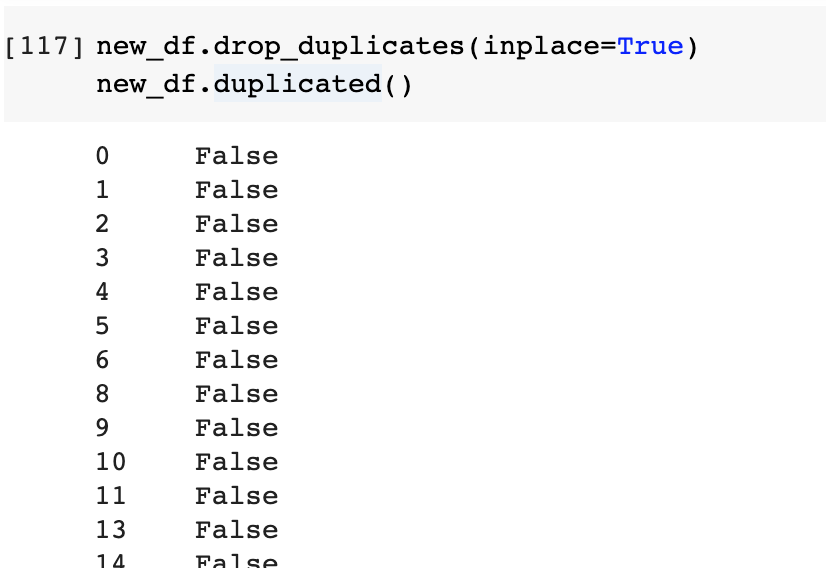 [117] new_df.drop_duplicates(inplace=True)
new_df.duplicated()
0 False
1 False
2 False
3 False
4 False
5 False
6 False
8 False
9 False
10 False
11 False
13 False
14 False